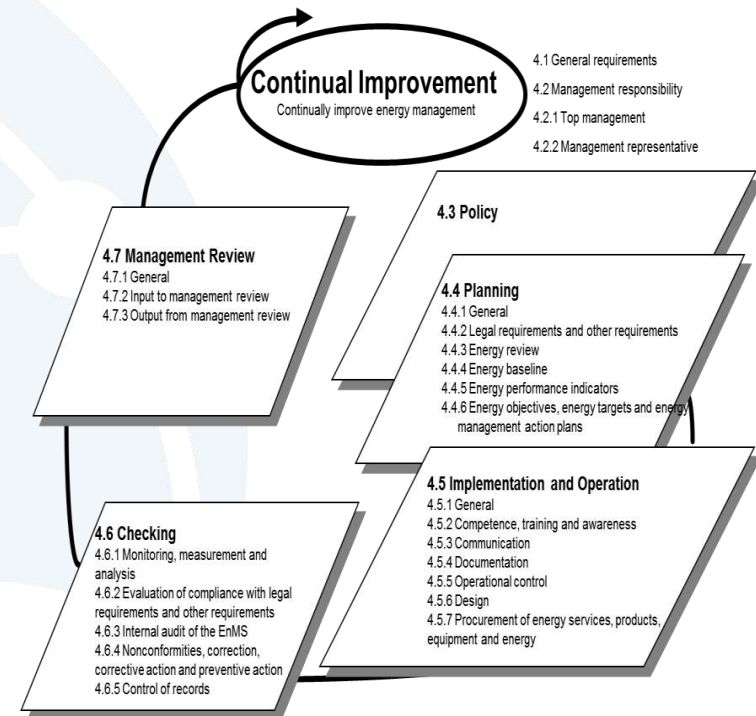 Continual Improvement
Continually improve energy management
4.1 General requirements
4.2 Management responsibility
4.2.1 Top management
4.2.2 Management representative
4.3 Policy
4.4 Planning
4.4.1 General
4.4.2 Legal requirements and other requirements
4.4.3 Energy review
4.4.4 Energy baseline
4.4.5 Energy performance indicators
4.4.6 Energy objectives, energy targets and energy
management action plans
4.5 Implementation and Operation
4.5.1 General
4.5.2 Competence, training and awareness
4.5.3 Communication
4.5.4 Documentation
4.5.5 Operational control
4.5.6 Design
4.5.7 Procurement of energy services, products,
equipment and energy
4.6 Checking
4.6.1 Monitoring, measurement and
analysis
4.6.2 Evaluation of compliance with legal
requirements and other requirements
4.6.3 Internal audit of the EnMS
4.6.4 Nonconformities, correction,
corrective action and preventive action
4.6.5 Control of records
4.7 Management Review
4.7.1 General
4.7.2 Input to management review
4.7.3 Output from management review